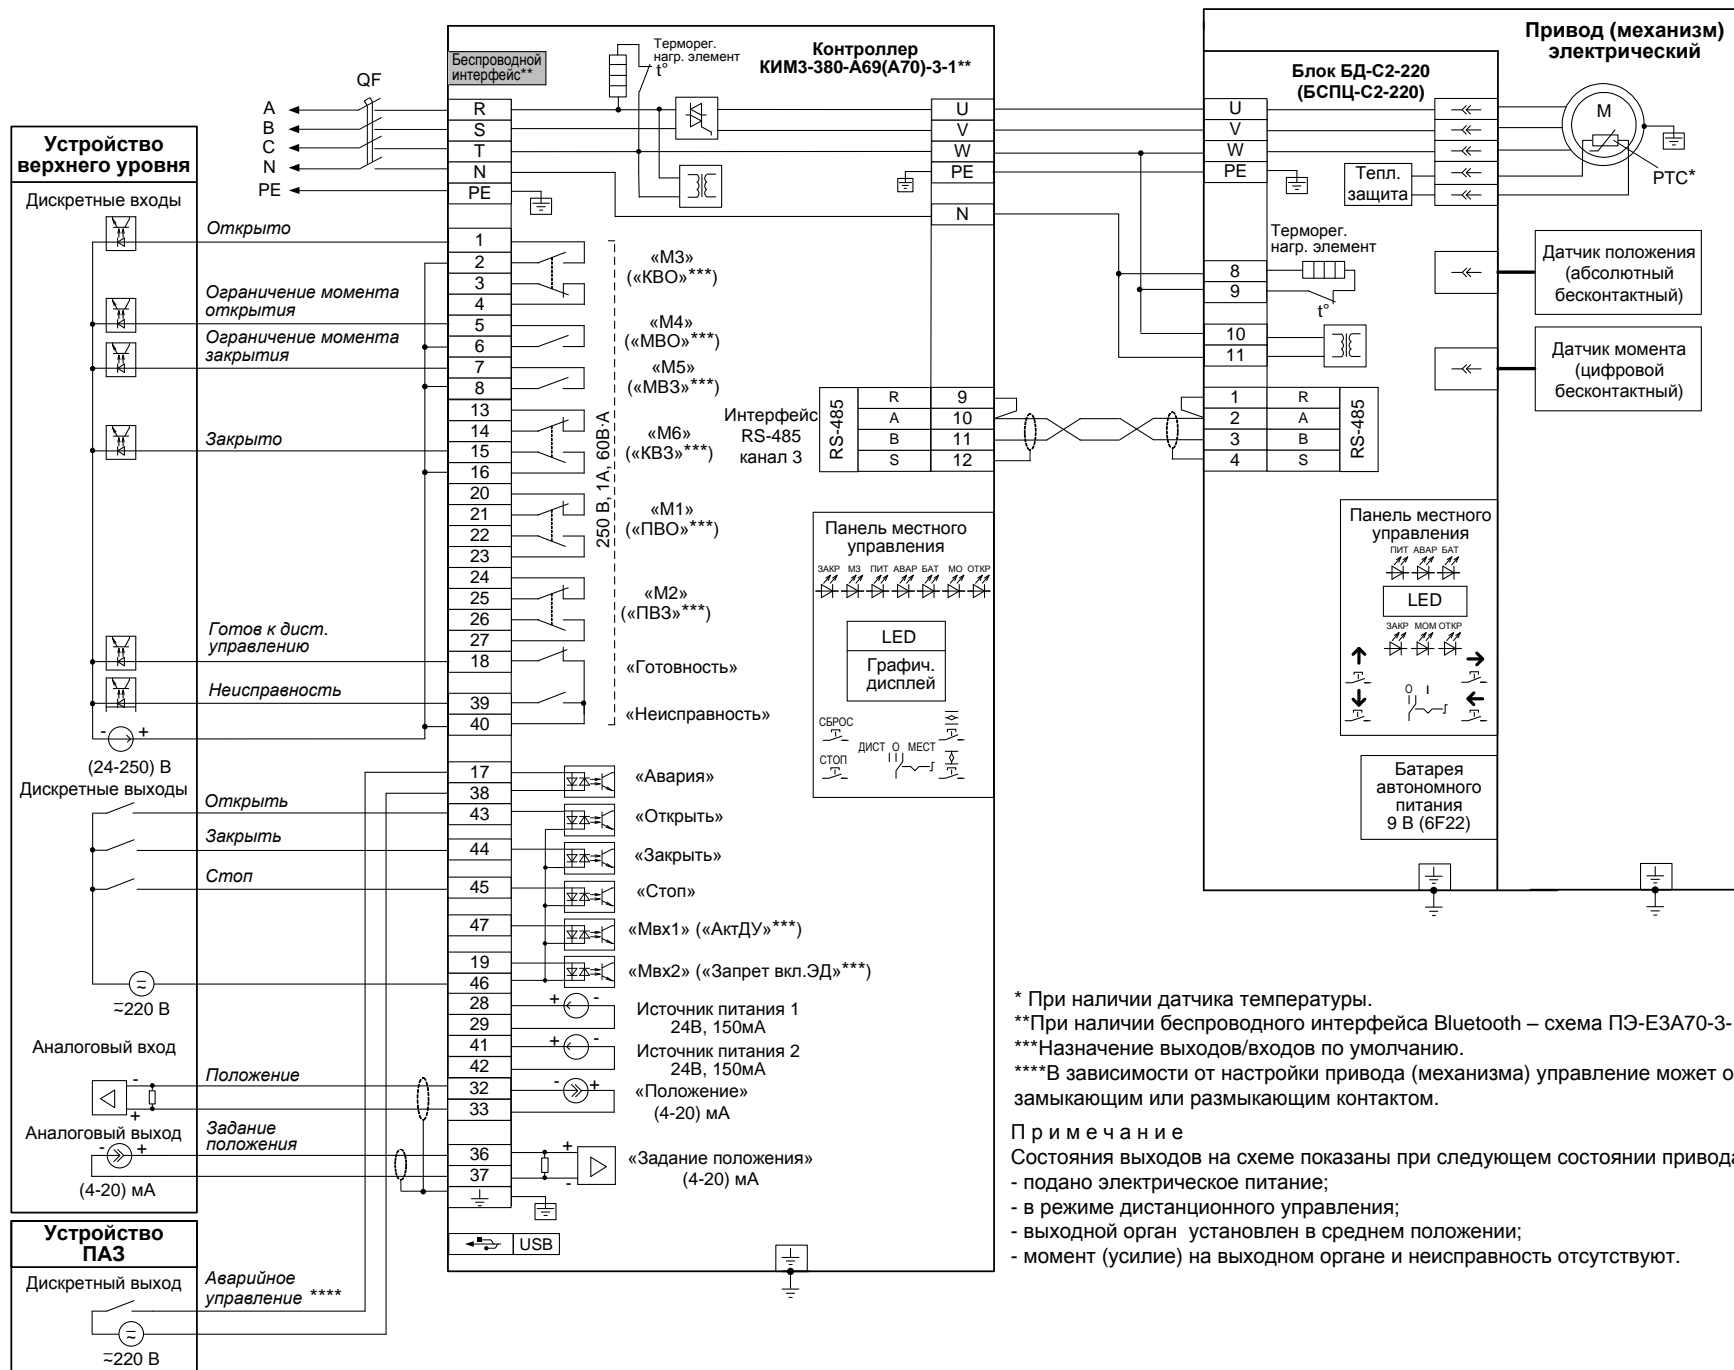 Устройство
верхнего уровня
Дискретные входы
QF
A
B
C
N
PE
Открыто
Ограничение момента
открытия
Ограничение момента
закрытия
Закрыто
Готов к дист.
управлению
Неисправность
- +
(24-250) В
Дискретные выходы
Открыть
Закрыть
Стоп
≂220 В
Аналоговый вход
Положение
-
+
Аналоговый выход
Задание
положения
- +
(4-20) мА
Устройство
ПАЗ
Дискретный выход
Аварийное
управление ****
≂220 В
Беспроводной
интерфейс**
Терморег.
нагр. элемент
t°
Контроллер
КИМ3-380-А69(А70)-3-1**
R
S
T
N
PE
U
V
W
PE
N
1
2
3
4
5
6
7
8
13
14
15
16
20
21
22
23
24
25
26
27
18
39
40
17
38
43
44
45
47
19
46
28
29
41
42
32
33
36
37
USB
«М3»
(«КВО»***)
«М4»
(«МВО»***)
«М5»
(«МВЗ»***)
«М6»
(«КВЗ»***)
«М1»
(«ПВО»***)
«М2»
(«ПВЗ»***)
«Готовность»
«Неисправность»
250 В, 1А, 60В·А
«Авария»
«Открыть»
«Закрыть»
«Стоп»
«Мвх1» («АктДУ»***)
«Мвх2» («Запрет вкл.ЭД»***)
+ -
Источник питания 1
24В, 150мА
+ -
Источник питания 2
24В, 150мА
- +
«Положение»
(4-20) мА
+
-
«Задание положения»
(4-20) мА
Интерфейс
RS-485
канал 3
RS-485
R 9
A 10
B 11
S 12
Панель местного
управления
ЗАКР МЗ ПИТ АВАР БАТ МО ОТКР
LED
Графич.
дисплей
СБРОС
СТОП
ДИСТ О МЕСТ
Привод (механизм)
электрический
Блок БД-С2-220
(БСПЦ-С2-220)
U
V
W
PE
Тепл.
защита
M
PTC*
Терморег.
нагр. элемент
t°
8
9
10
11
1 R
2 A
3 B
4 S
RS-485
Датчик положения
(абсолютный
бесконтактный)
Датчик момента
(цифровой
бесконтактный)
Панель местного
управления
ПИТ АВАР БАТ
LED
ЗАКР МОМ ОТКР
О I
Батарея
автономного
питания
9 В (6F22)
* При наличии датчика температуры.
**При наличии беспроводного интерфейса Bluetooth – схема ПЭ-Е3А70-3-
***Назначение выходов/входов по умолчанию.
****В зависимости от настройки привода (механизма) управление может о
замыкающим или размыкающим контактом.
П р и м е ч а н и е
Состояния выходов на схеме показаны при следующем состоянии привода
- подано электрическое питание;
- в режиме дистанционного управления;
- выходной орган установлен в среднем положении;
- момент (усилие) на выходном органе и неисправность отсутствуют.